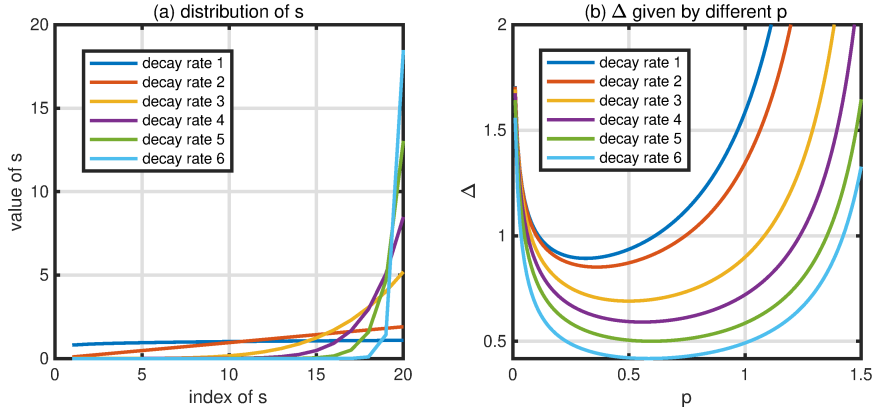 (a) distribution of s
20
15
10
5
0
value of s
decay rate 1
decay rate 2
decay rate 3
decay rate 4
decay rate 5
decay rate 6
0
5
10
15
20
index of s
(b) Δ given by different p
2
1.5
1
0.5
Δ
decay rate 1
decay rate 2
decay rate 3
decay rate 4
decay rate 5
decay rate 6
0
0.5
1
1.5
p